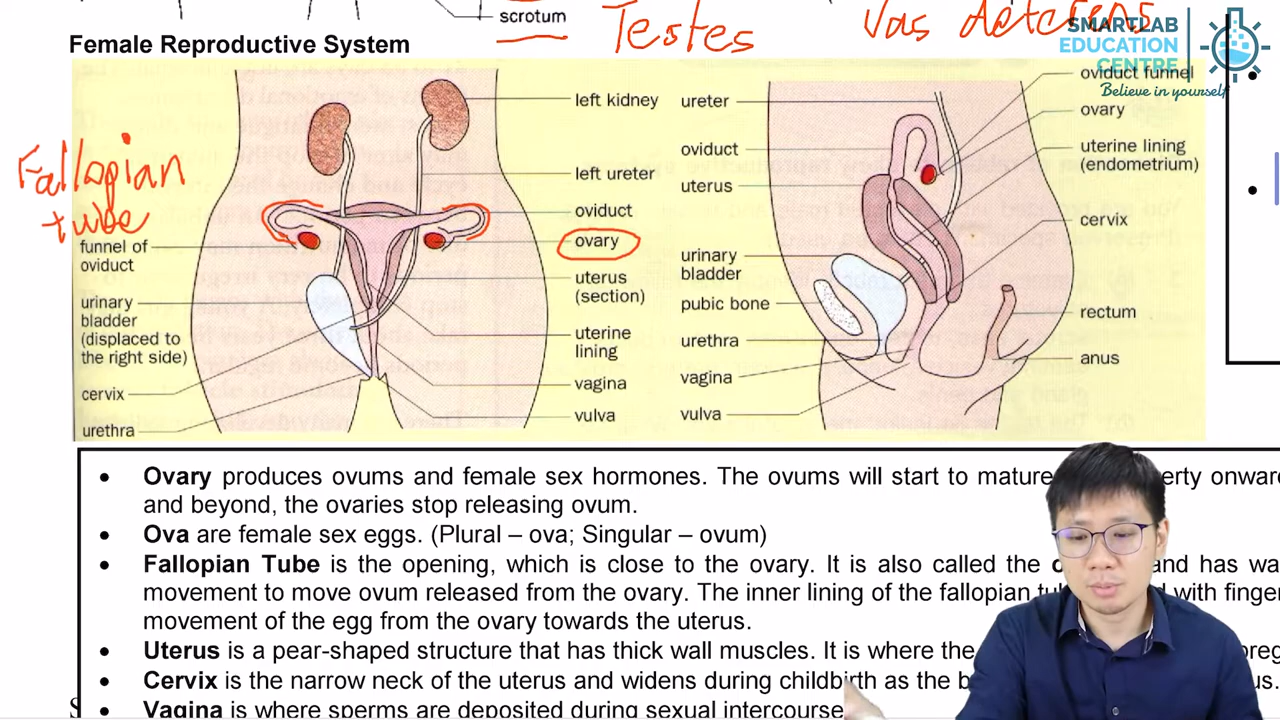 scrotum
Testes
Vas deferens
SMARTLAB
EDUCATION
CENTRE
Believe in yourself
Female Reproductive System
Fallopian
tube
funnel of
oviduct
urinary
bladder
(displaced to
the right side)
cervix
urethra
left kidney
left ureter
oviduct
ovary
uterus
(section)
uterine
lining
vagina
vulva
ureter
oviduct
uterus
urinary
bladder
pubic bone
urethra
vagina
vulva
oviduct funnel
ovary
uterine lining
(endometrium)
cervix
rectum
anus
• Ovary produces ovums and female sex hormones. The ovums will start to mature
and beyond, the ovaries stop releasing ovum.
• Ova are female sex eggs. (Plural – ova; Singular – ovum)
• Fallopian Tube is the opening, which is close to the ovary. It is also called the and has
movement to move ovum released from the ovary. The inner lining of the fallopian with
movement of the egg from the ovary towards the uterus.
• Uterus is a pear-shaped structure that has thick wall muscles. It is where the
• Cervix is the narrow neck of the uterus and widens during childbirth as the
• Vagina is where sperms are deposited during sexual intercourse